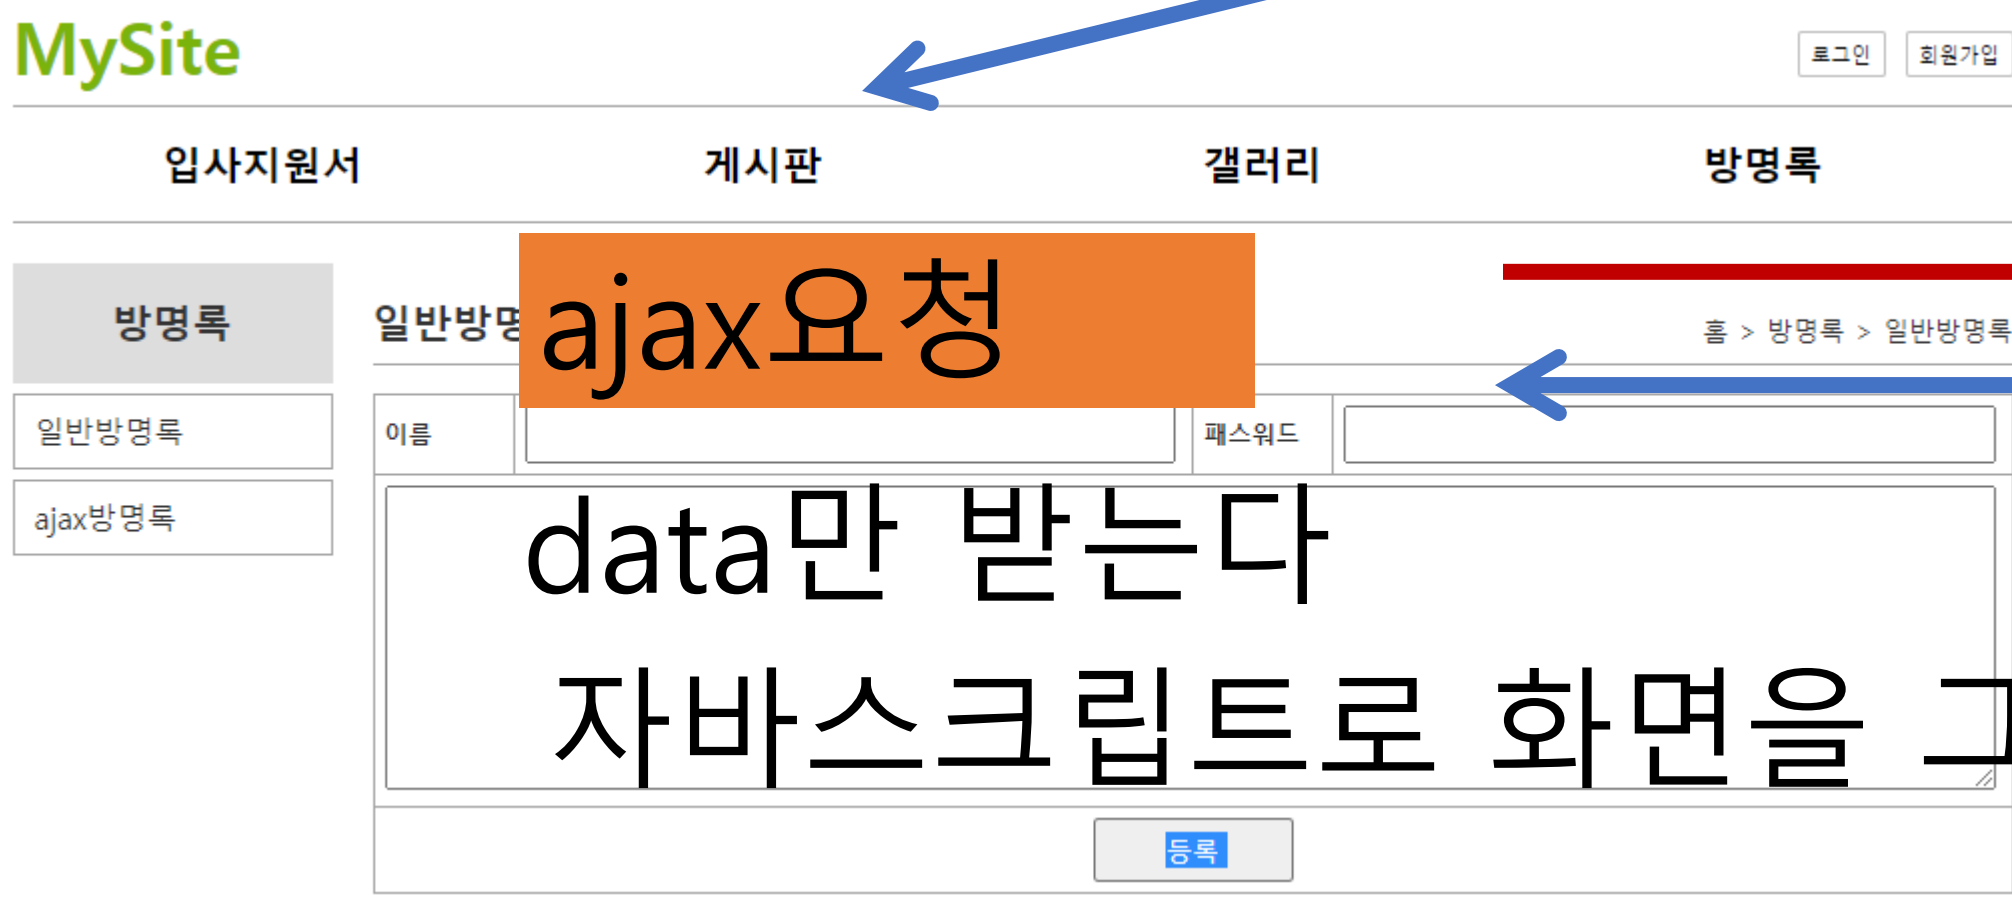 MySite
로그인 회원가입
입사지원서 게시판 갤러리 방명록
방명록
일반방명록
ajax방명록
일반방명
ajax요청
홈 > 방명록 > 일반방명록
이름 패스워드
data만 받는다
자바스크립트로 화면을 그
등록